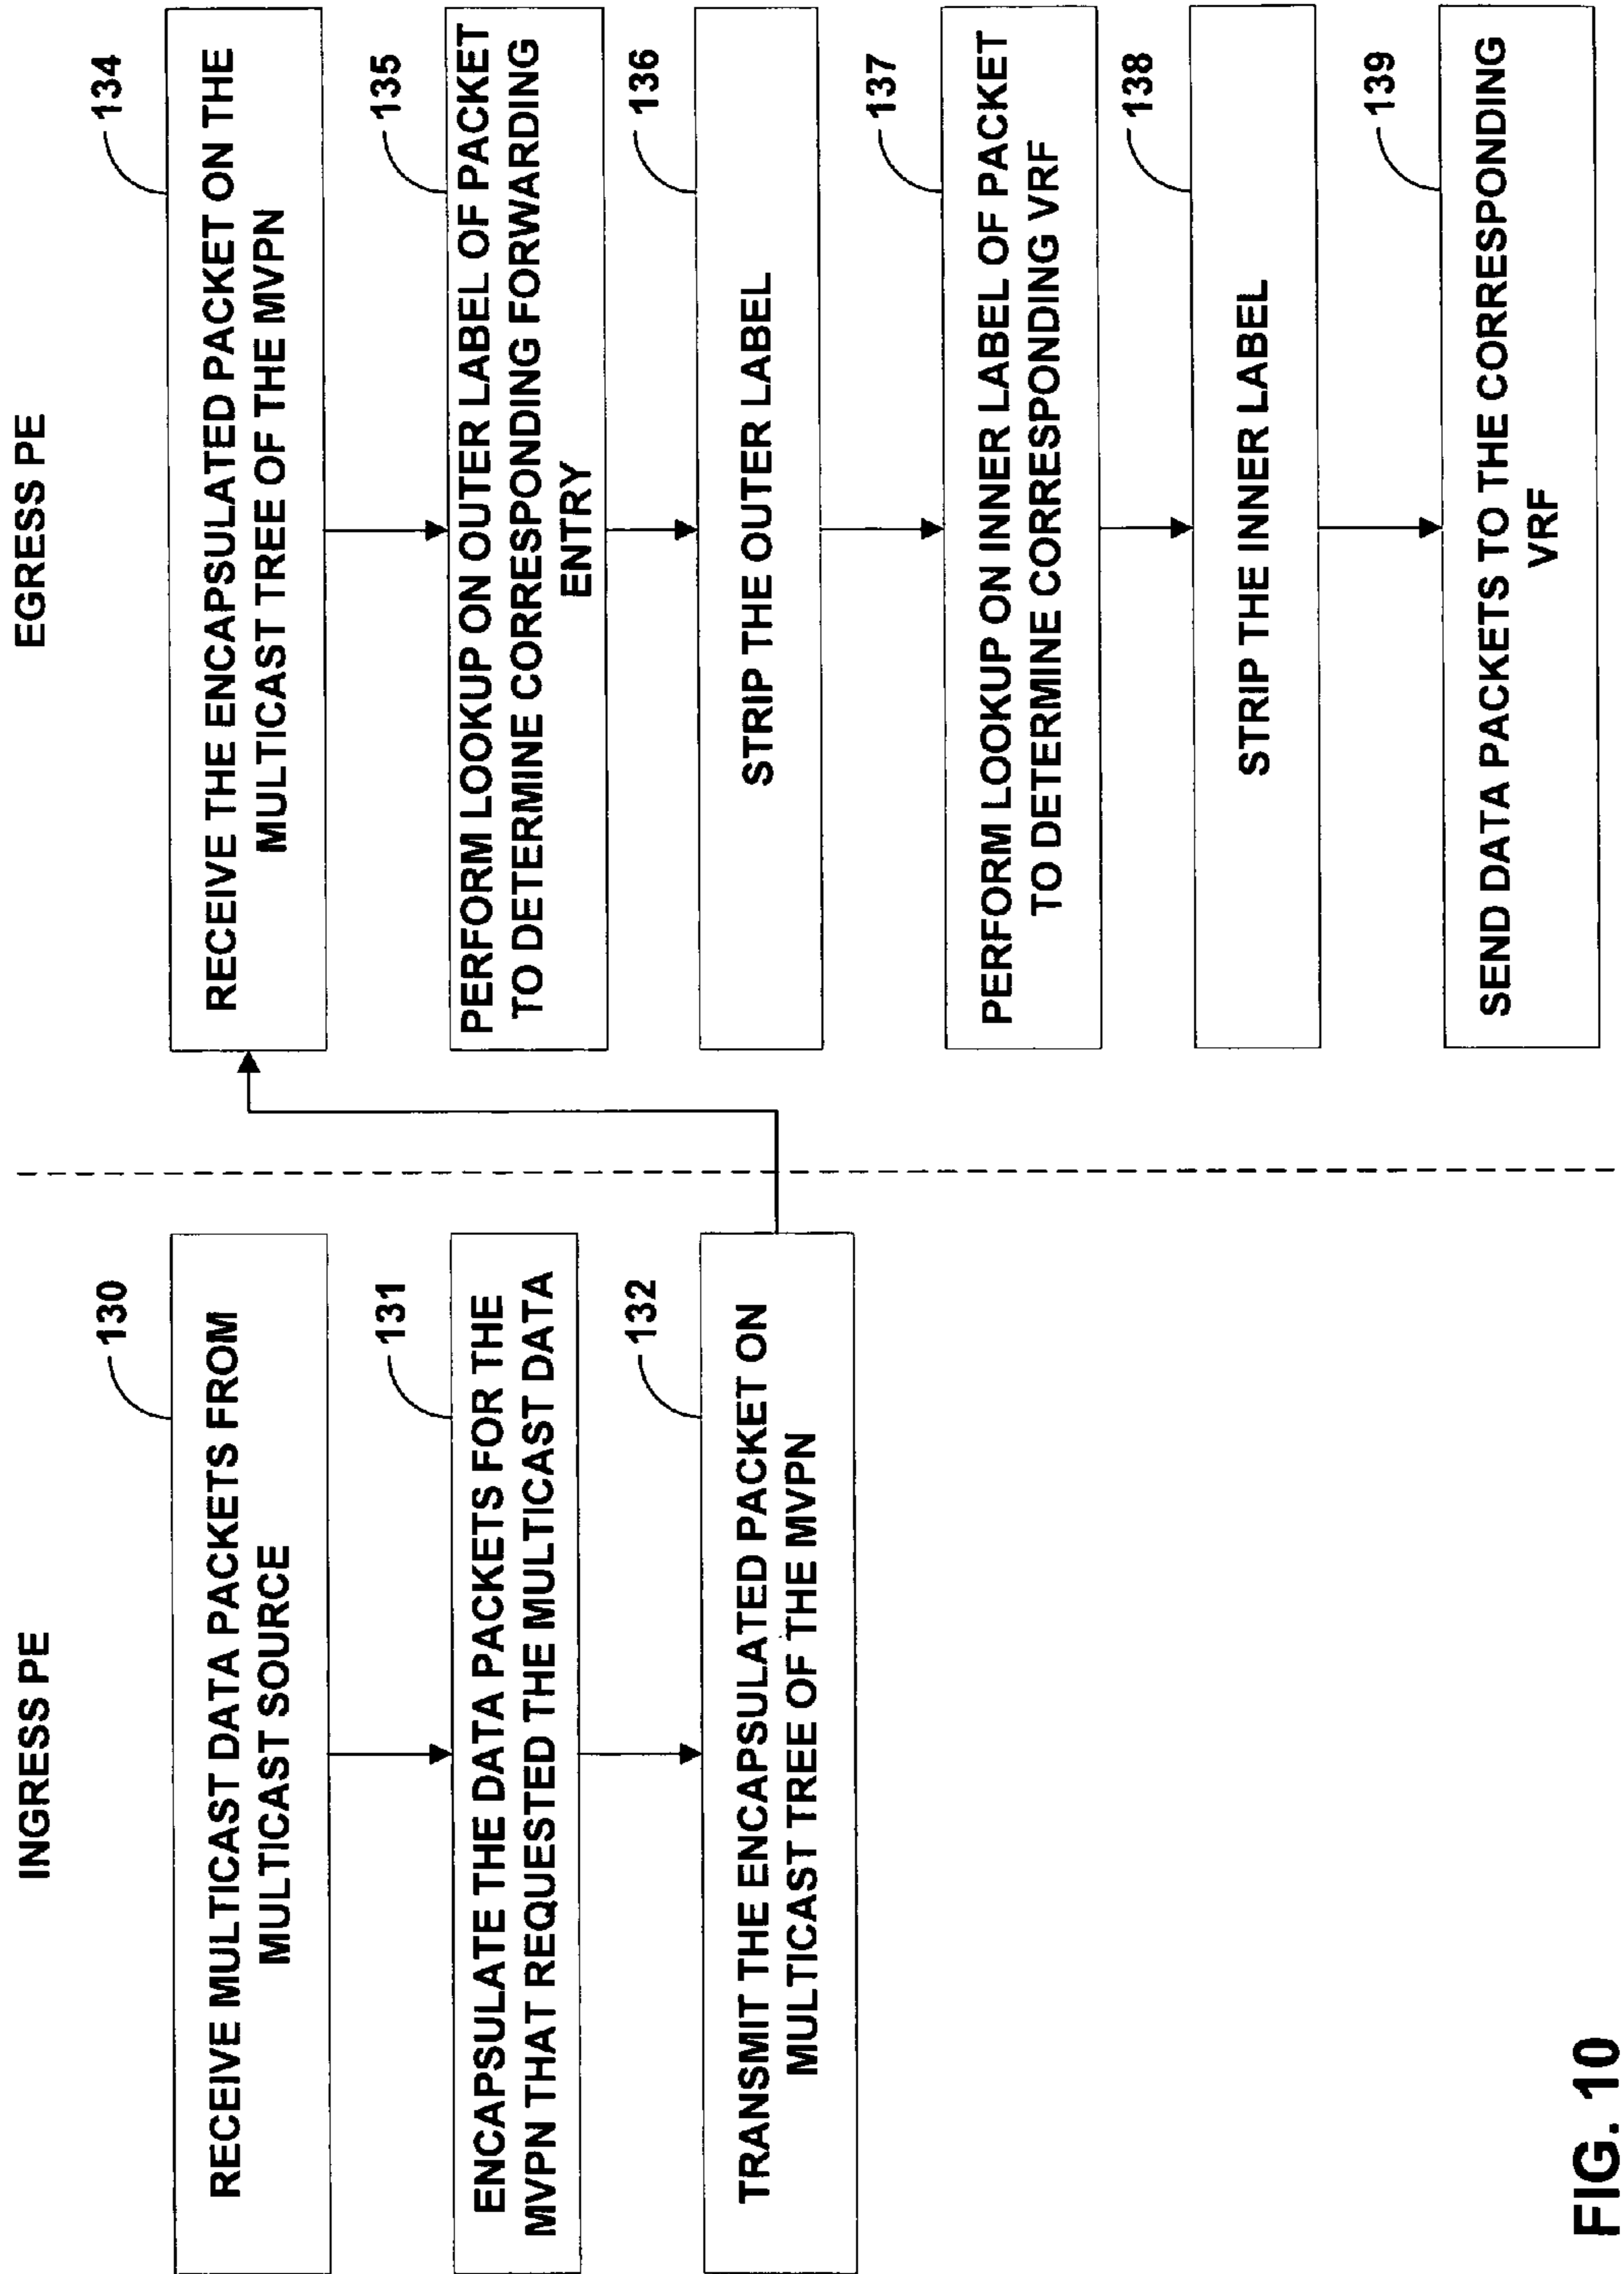 INGRESS PE
130
RECEIVE MULTICAST DATA PACKETS FROM
MULTICAST SOURCE
131
ENCAPSULATE THE DATA PACKETS FOR THE
MVPN THAT REQUESTED THE MULTICAST DATA
132
TRANSMIT THE ENCAPSULATED PACKET ON
MULTICAST TREE OF THE MVPN
EGRESS PE
134
RECEIVE THE ENCAPSULATED PACKET ON THE
MULTICAST TREE OF THE MVPN
135
PERFORM LOOKUP ON OUTER LABEL OF PACKET
TO DETERMINE CORRESPONDING FORWARDING
ENTRY
136
STRIP THE OUTER LABEL
137
PERFORM LOOKUP ON INNER LABEL OF PACKET
TO DETERMINE CORRESPONDING VRF
138
STRIP THE INNER LABEL
139
SEND DATA PACKETS TO THE CORRESPONDING
VRF
FIG. 10